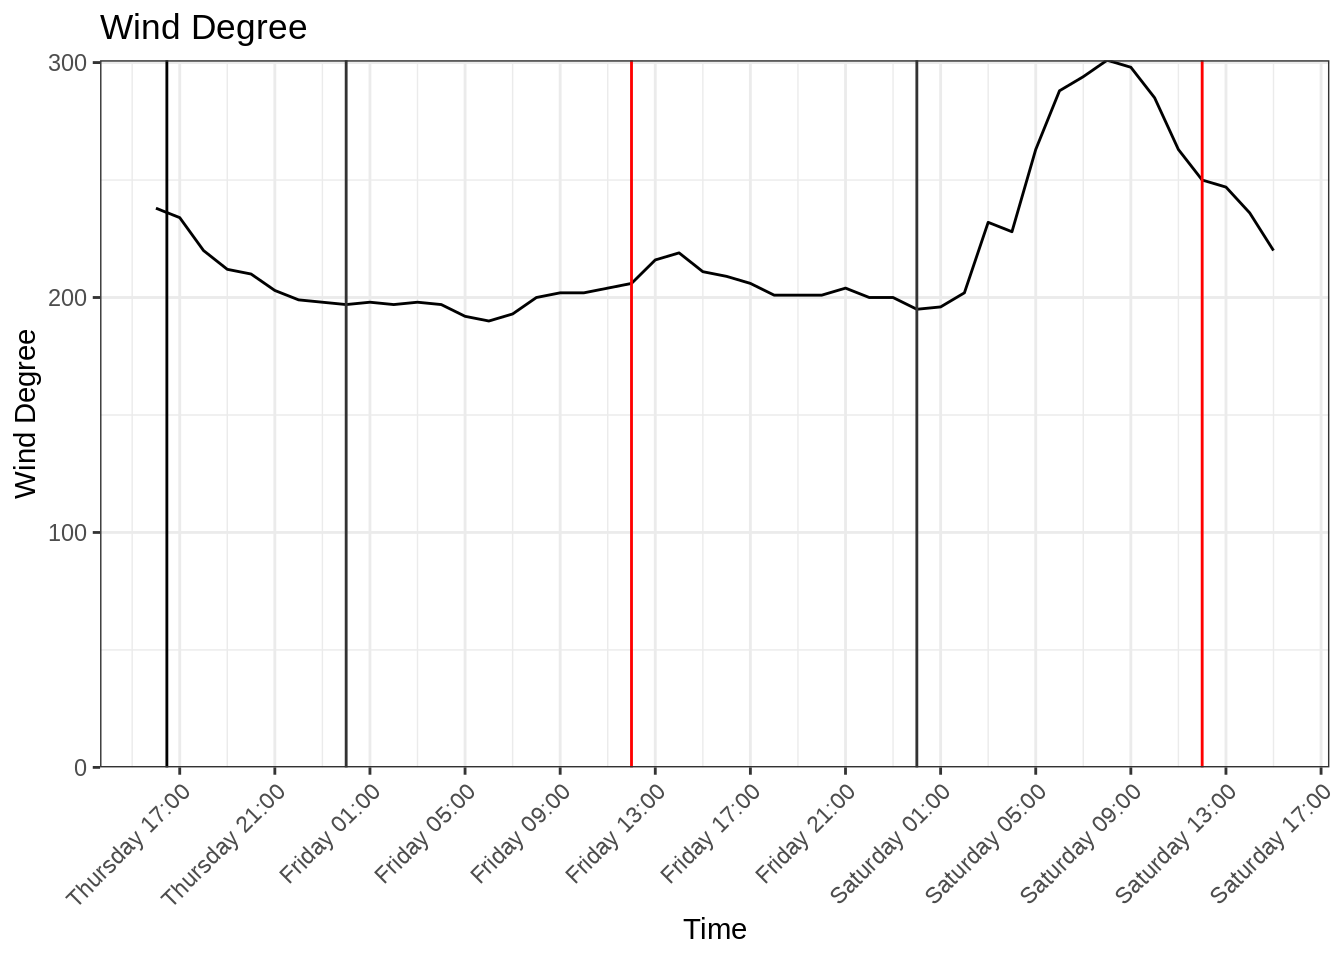 Wind Degree
300
200
100
0
Wind Degree
Thursday 17:00
Thursday 21:00
Friday 01:00
Friday 05:00
Friday 09:00
Friday 13:00
Friday 17:00
Friday 21:00
Saturday 01:00
Saturday 05:00
Saturday 09:00
Saturday 13:00
Saturday 17:00
Time